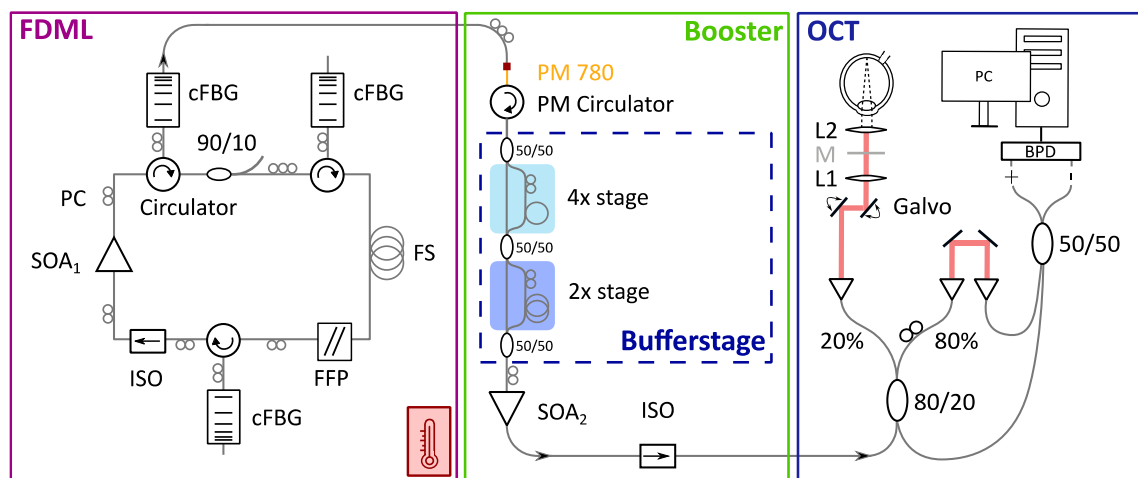 FDML
cFBG
cFBG
90/10
PC
Circulator
SOA1
FS
ISO
FFP
cFBG
Booster
PM 780
PM Circulator
50/50
4x stage
50/50
2x stage
50/50
Bufferstage
SOA2
ISO
OCT
PC
L2
M
L1
BPD
+
-
Galvo
50/50
20%
80%
80/20